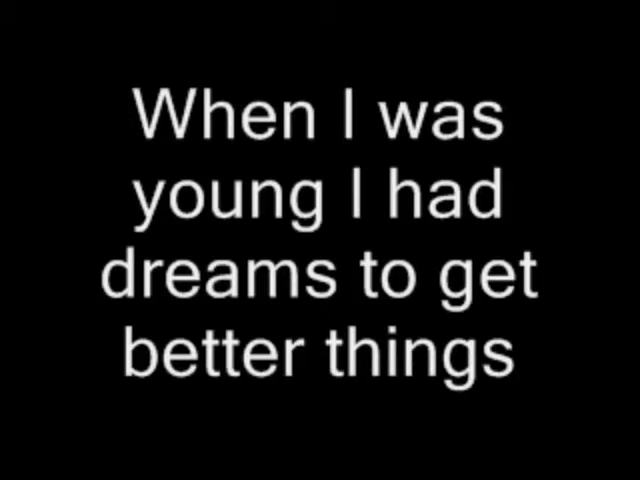 When I was
young I had
dreams to get
better things